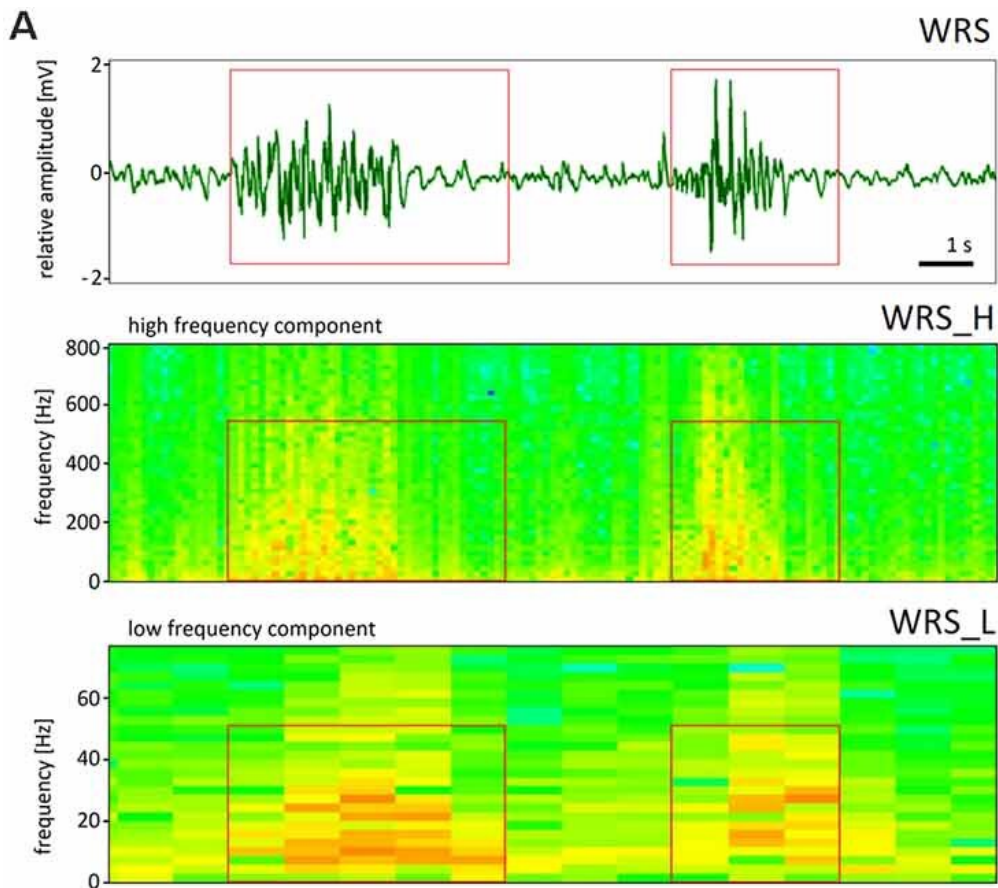 A
WRS
relative amplitude [mV]
2
0
-2
1 s
high frequency component
WRS_H
frequency [Hz]
800
600
400
200
0
low frequency component
WRS_L
frequency [Hz]
60
40
20
0